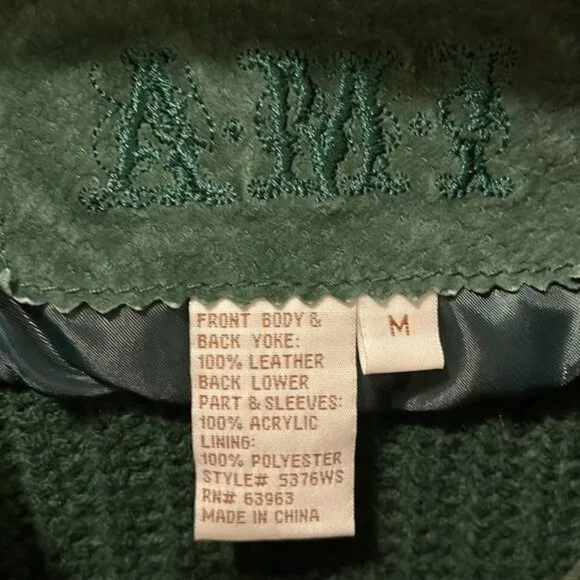 A·M·I
FRONT BODY &
BACK YOKE:
100% LEATHER
BACK LOWER
PART & SLEEVES:
100% ACRYLIC
LINING:
100% POLYESTER
STYLE# 5376WS
RN# 63963
MADE IN CHINA
M